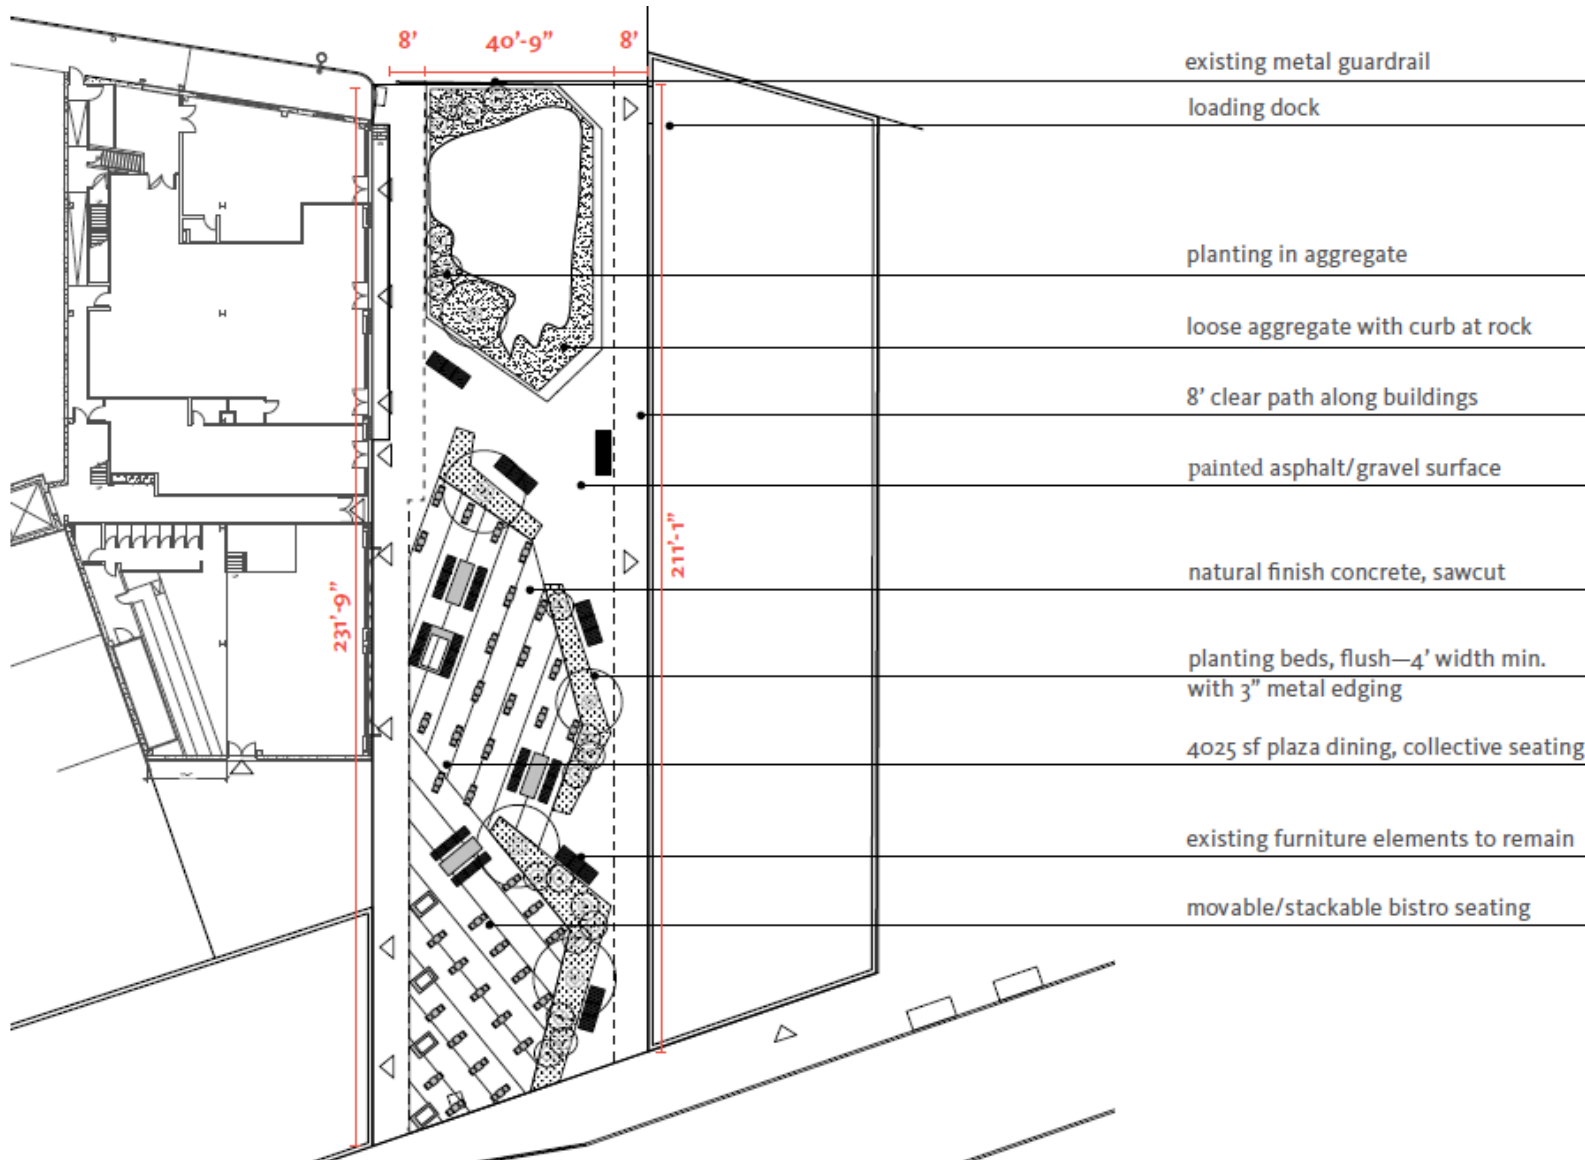 8' 40'-9" 8'
existing metal guardrail
loading dock
planting in aggregate
loose aggregate with curb at rock
8' clear path along buildings
painted asphalt/gravel surface
211'-1"
natural finish concrete, sawcut
231'-9"
planting beds, flush—4' width min.
with 3" metal edging
4025 sf plaza dining, collective seating
existing furniture elements to remain
movable/stackable bistro seating